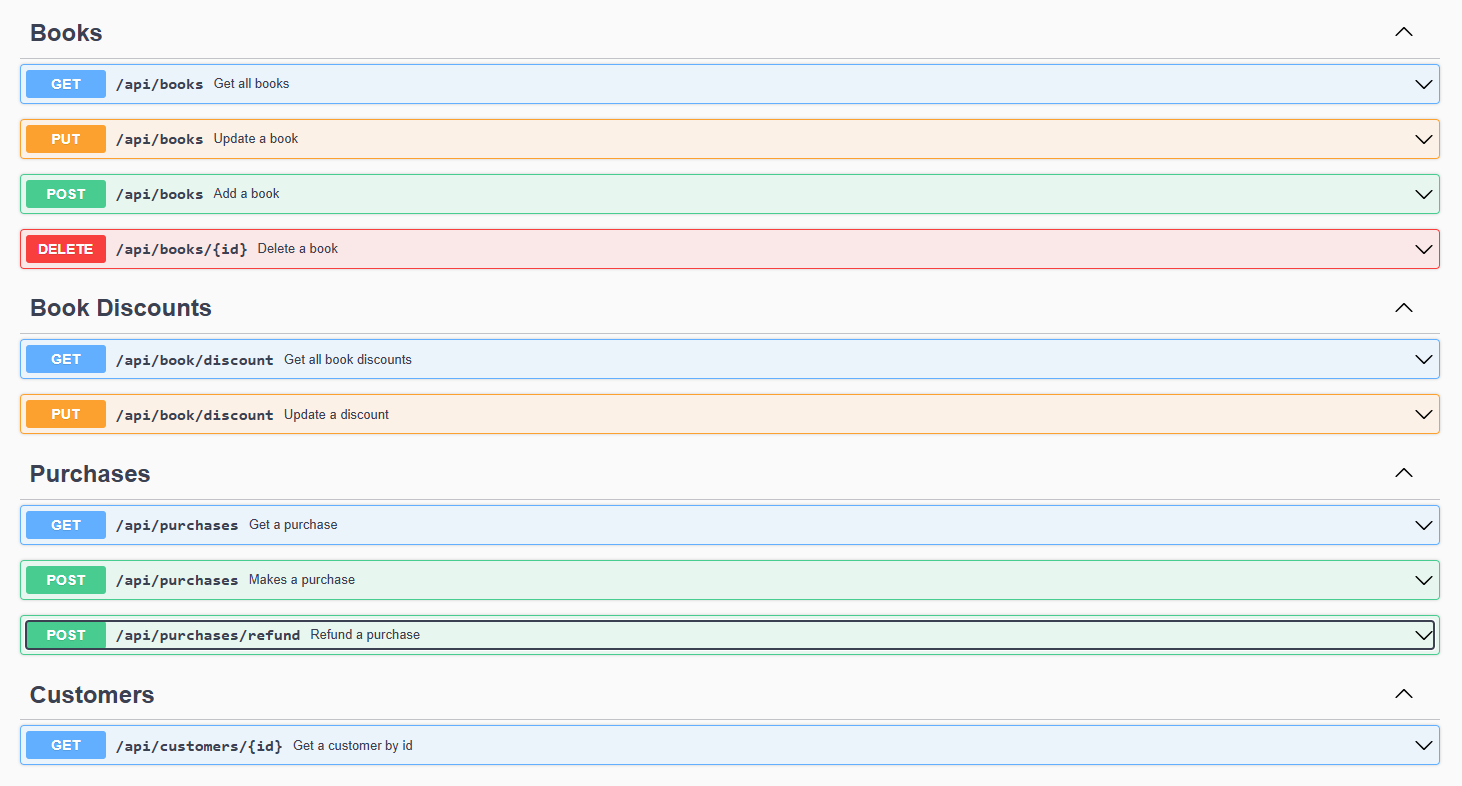 Books
GET /api/books Get all books
PUT /api/books Update a book
POST /api/books Add a book
DELETE /api/books/{id} Delete a book
Book Discounts
GET /api/book/discount Get all book discounts
PUT /api/book/discount Update a discount
Purchases
GET /api/purchases Get a purchase
POST /api/purchases Makes a purchase
POST /api/purchases/refund Refund a purchase
Customers
GET /api/customers/{id} Get a customer by id